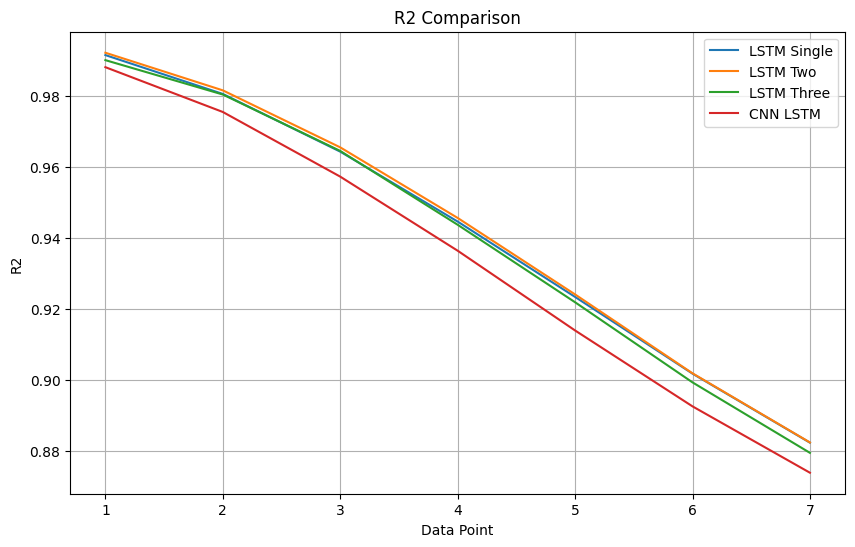 R2 Comparison
LSTM Single
LSTM Two
LSTM Three
CNN LSTM
R2
0.98
0.96
0.94
0.92
0.90
0.88
1 2 3 4 5 6 7
Data Point